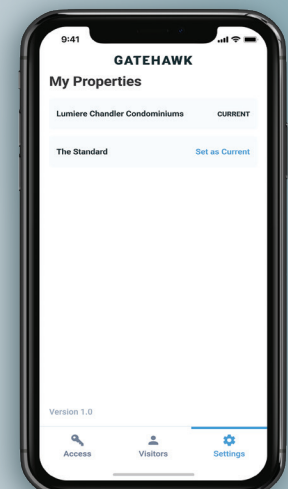 9:41
GATEHAWK
My Properties
Lumiere Chandler Condominiums CURRENT
The Standard Set as Current
Version 1.0
Access Visitors Settings